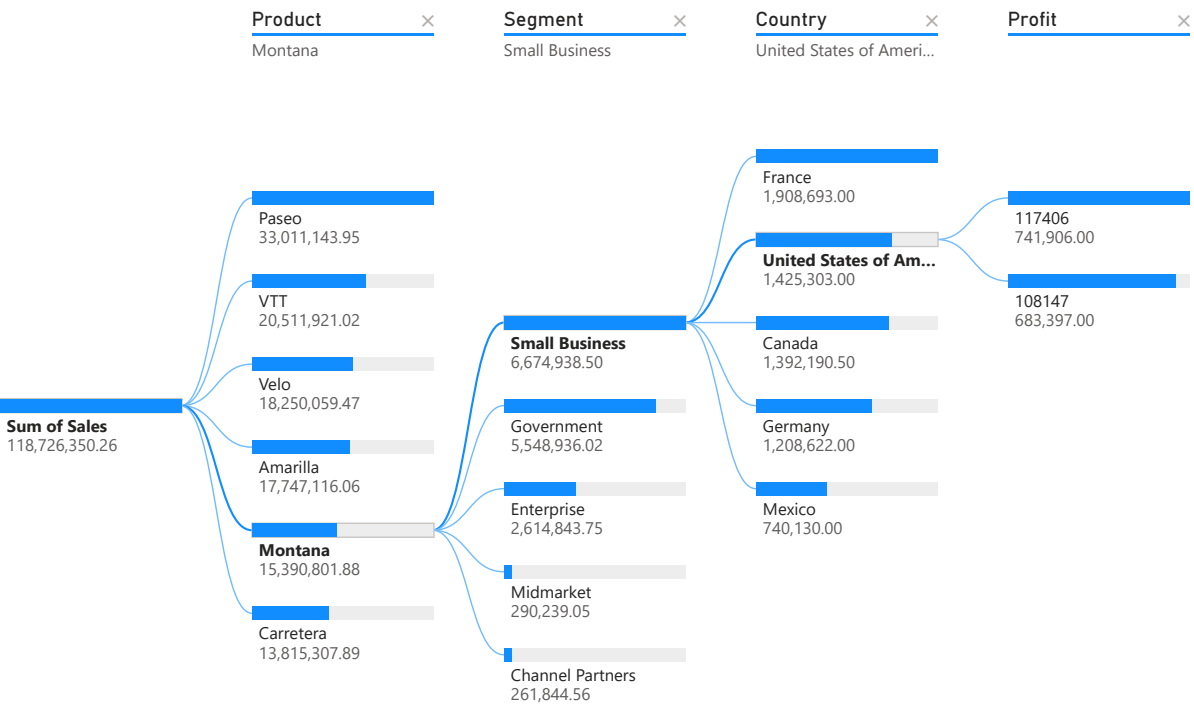 Product
Montana
Segment
Small Business
Country
United States of Ameri...
Profit
Sum of Sales
118,726,350.26
Paseo
33,011,143.95
VTT
20,511,921.02
Velo
18,250,059.47
Amarilla
17,747,116.06
Montana
15,390,801.88
Carretera
13,815,307.89
Small Business
6,674,938.50
Government
5,548,936.02
Enterprise
2,614,843.75
Midmarket
290,239.05
Channel Partners
261,844.56
France
1,908,693.00
United States of Am...
1,425,303.00
Canada
1,392,190.50
Germany
1,208,622.00
Mexico
740,130.00
117406
741,906.00
108147
683,397.00